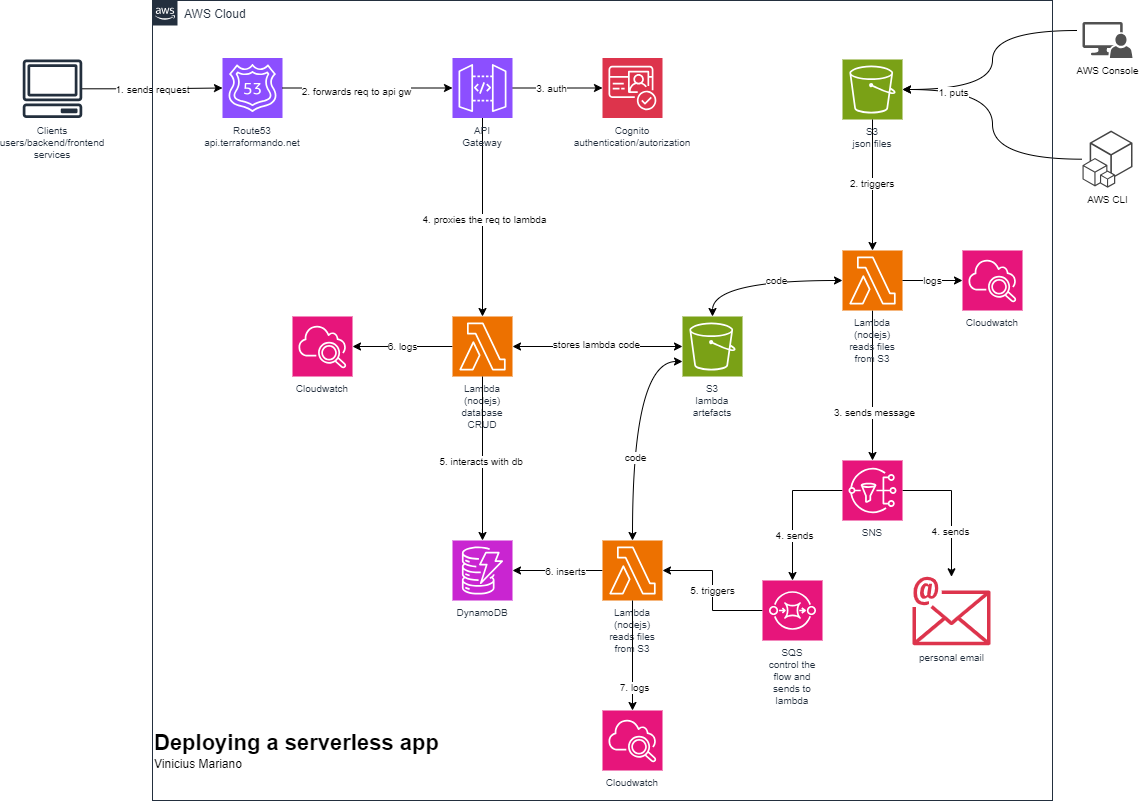 aws
AWS Cloud
AWS Console
1. sends request
53
2. forwards req to api gw
3. auth
1. puts
Clients
users/backend/frontend
services
Route53
api.terraformando.net
API
Gateway
Cognito
authentication/autorization
S3
json files
AWS CLI
2. triggers
4. proxies the req to lambda
code
logs
Lambda
(nodejs)
reads files
from S3
Cloudwatch
6. logs
stores lambda code
Cloudwatch
Lambda
(nodejs)
database
CRUD
S3
lambda
artefacts
3. sends message
5. interacts with db
code
SNS
4. sends
4. sends
6. inserts
5. triggers
DynamoDB
Lambda
(nodejs)
reads files
from S3
@
SQS
control the
flow and
sends to
lambda
personal email
7. logs
Cloudwatch
Deploying a serverless app
Vinicius Mariano